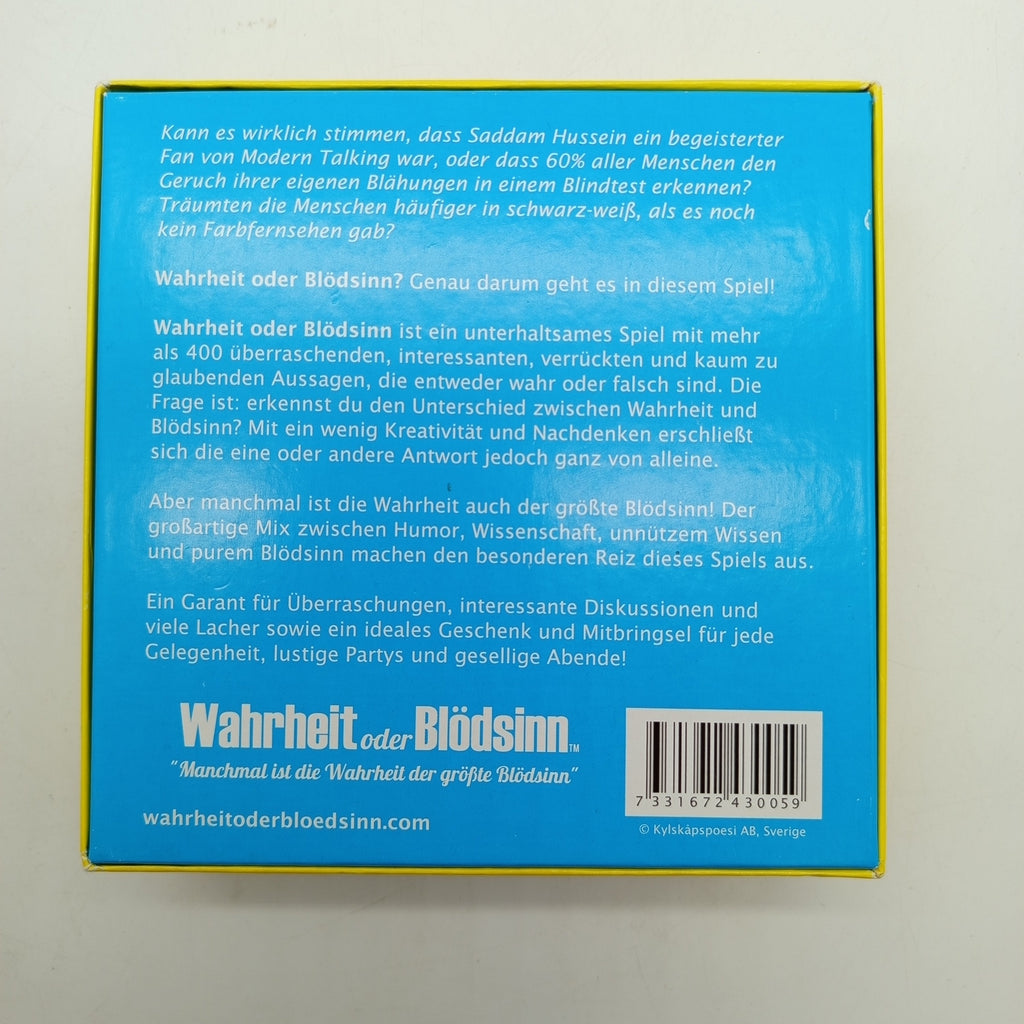 Kann es wirklich stimmen, dass Saddam Hussein ein begeisterter
Fan von Modern Talking war, oder dass 60% aller Menschen den
Geruch ihrer eigenen Blähungen in einem Blindtest erkennen?
Träumten die Menschen häufiger in schwarz-weiß, als es noch
kein Farbfernsehen gab?
Wahrheit oder Blödsinn? Genau darum geht es in diesem Spiel!
Wahrheit oder Blödsinn ist ein unterhaltsames Spiel mit mehr
als 400 überraschenden, interessanten, verrückten und kaum zu
glaubenden Aussagen, die entweder wahr oder falsch sind. Die
Frage ist: erkennst du den Unterschied zwischen Wahrheit und
Blödsinn? Mit ein wenig Kreativität und Nachdenken erschließt
sich die eine oder andere Antwort jedoch ganz von alleine.
Aber manchmal ist die Wahrheit auch der größte Blödsinn! Der
großartige Mix zwischen Humor, Wissenschaft, unnützem Wissen
und purem Blödsinn machen den besonderen Reiz dieses Spiels aus.
Ein Garant für Überraschungen, interessante Diskussionen und
viele Lacher sowie ein ideales Geschenk und Mitbringsel für jede
Gelegenheit, lustige Partys und gesellige Abende!
Wahrheit oder Blödsinn™
"Manchmal ist die Wahrheit der größte Blödsinn"
wahrheitoderbloedsinn.com
7 331672 430059
© Kylskåpspoesi AB, Sverige